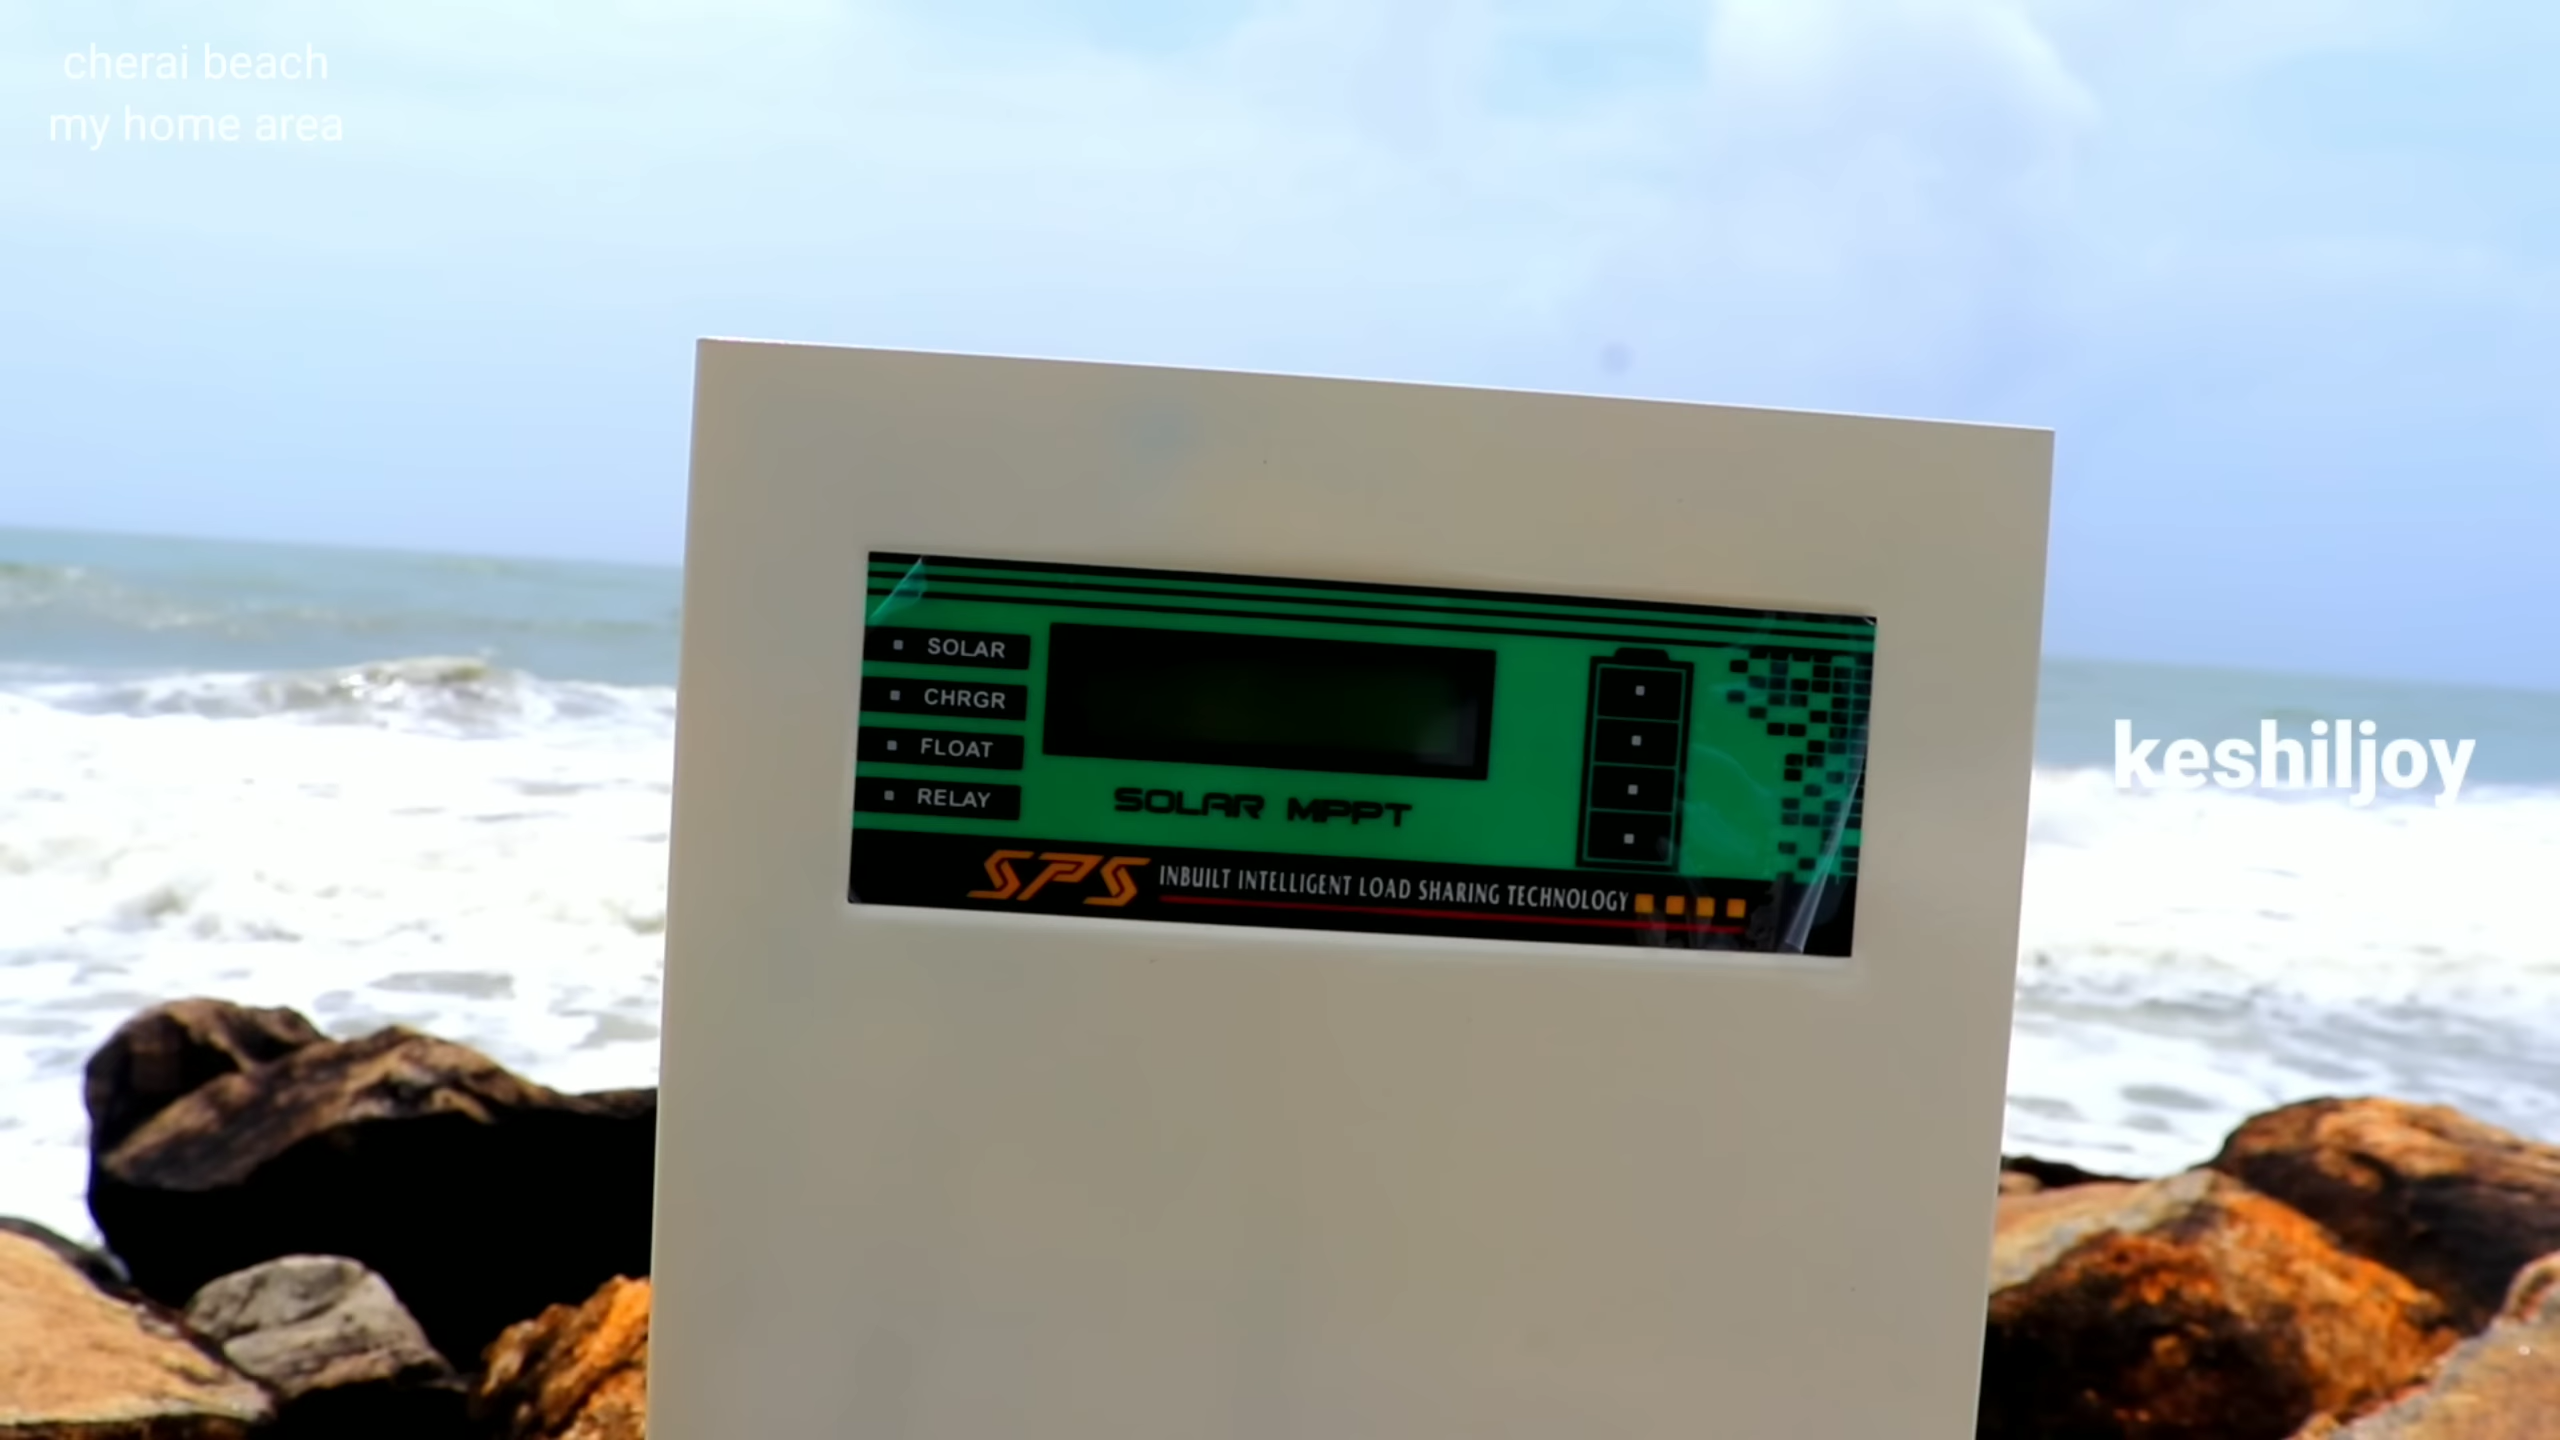 cherai beach
my home area
SOLAR
CHRGR
FLOAT
RELAY
SOLAR MPPT
SPS INBUILT INTELLIGENT LOAD SHARING TECHNOLOGY
keshiljoy